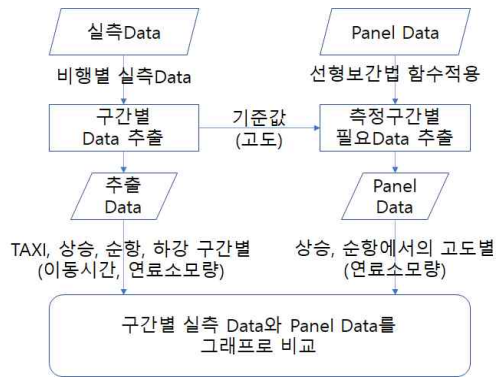 실측Data
Panel Data
비행별 실측Data
선형보간법 함수적용
구간별
Data 추출
기준값
(고도)
측정구간별
필요Data 추출
추출
Data
Panel
Data
TAXI, 상승, 순항, 하강 구간별
(이동시간, 연료소모량)
상승, 순항에서의 고도별
(연료소모량)
구간별 실측 Data와 Panel Data를
그래프로 비교